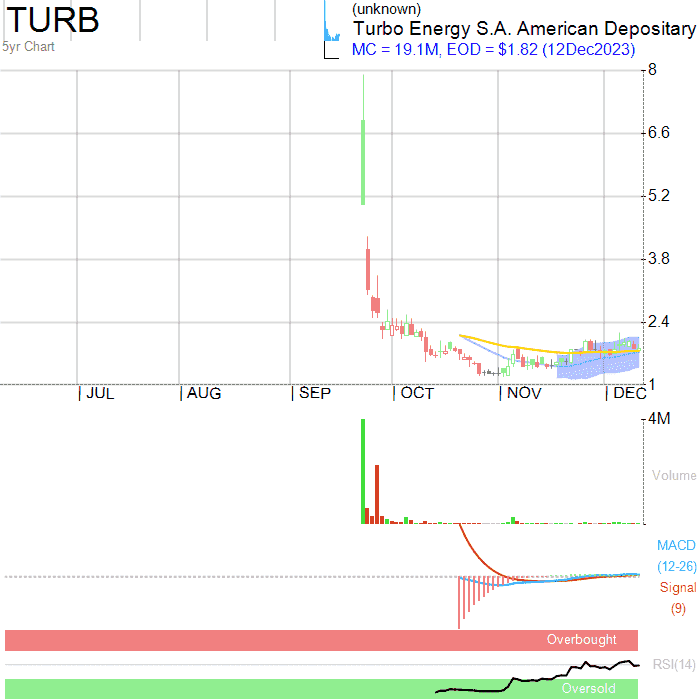 TURB
5yr Chart
(unknown)
Turbo Energy S.A. American Depositary
MC = 19.1M, EOD = $1.82 (12Dec2023)
8
6.6
5.2
3.8
2.4
1
JUL AUG SEP OCT NOV DEC
4M
Volume
MACD
(12-26)
Signal
(9)
Overbought
RSI(14)
Oversold